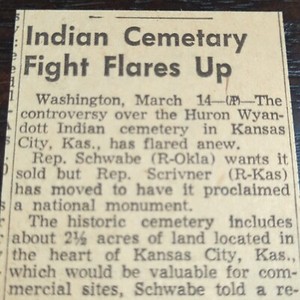 Indian Cemetary
Fight Flares Up
Washington, March 14—(AP)—The
controversy over the Huron Wyan-
dott Indian cemetery in Kansas
City, Kas., has flared anew.
Rep. Schwabe (R-Okla) wants it
sold but Rep. Scrivner (R-Kas)
has moved to have it proclaimed
a national monument.
The historic cemetery includes
about 2½ acres of land located in
the heart of Kansas City, Kas.,
which would be valuable for com-
mercial sites, Schwabe told a re-